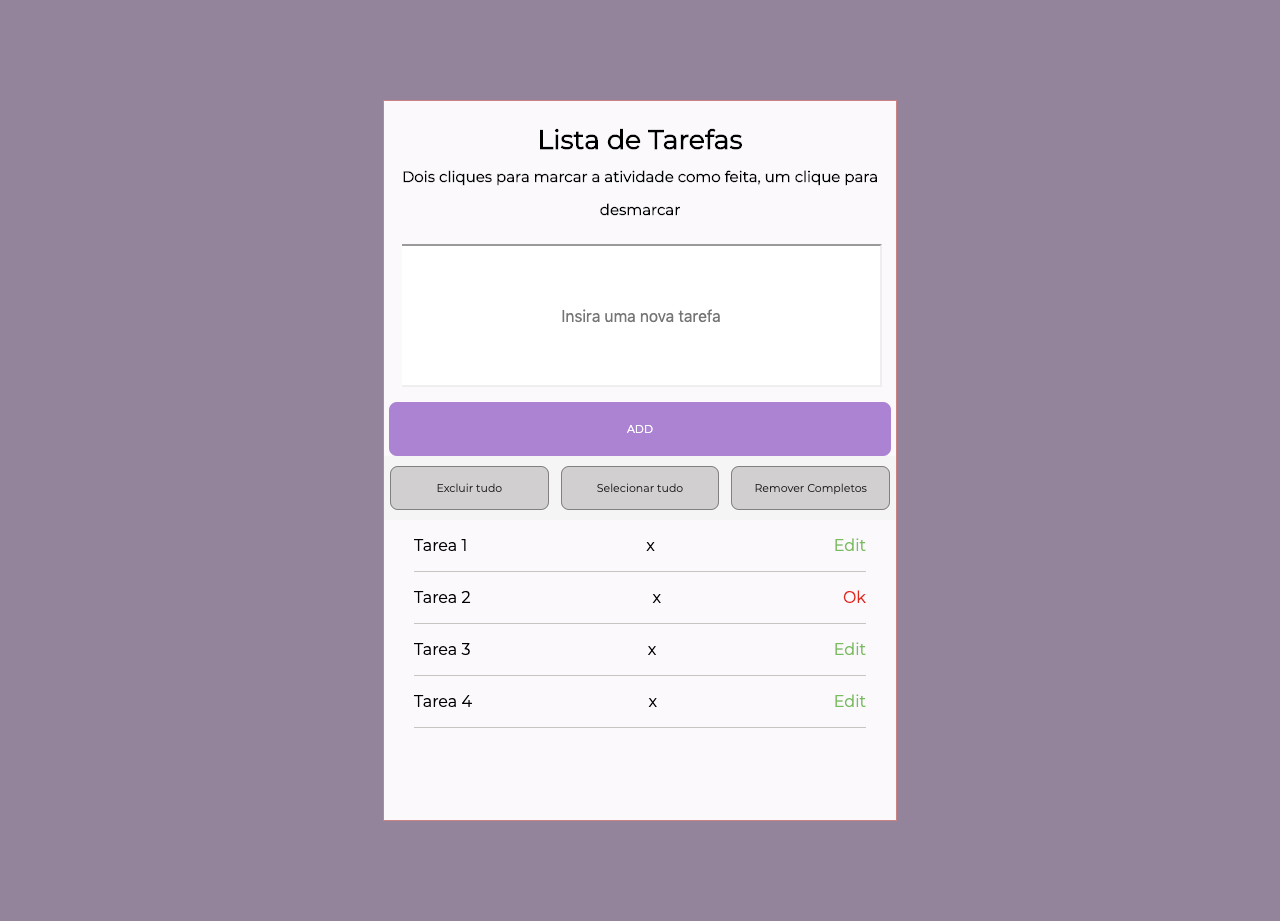 Lista de Tarefas
Dois cliques para marcar a atividade como feita, um clique para
desmarcar
Insira uma nova tarefa
ADD
Excluir tudo Selecionar tudo Remover Completos
Tarea 1 x Edit
Tarea 2 x Ok
Tarea 3 x Edit
Tarea 4 x Edit